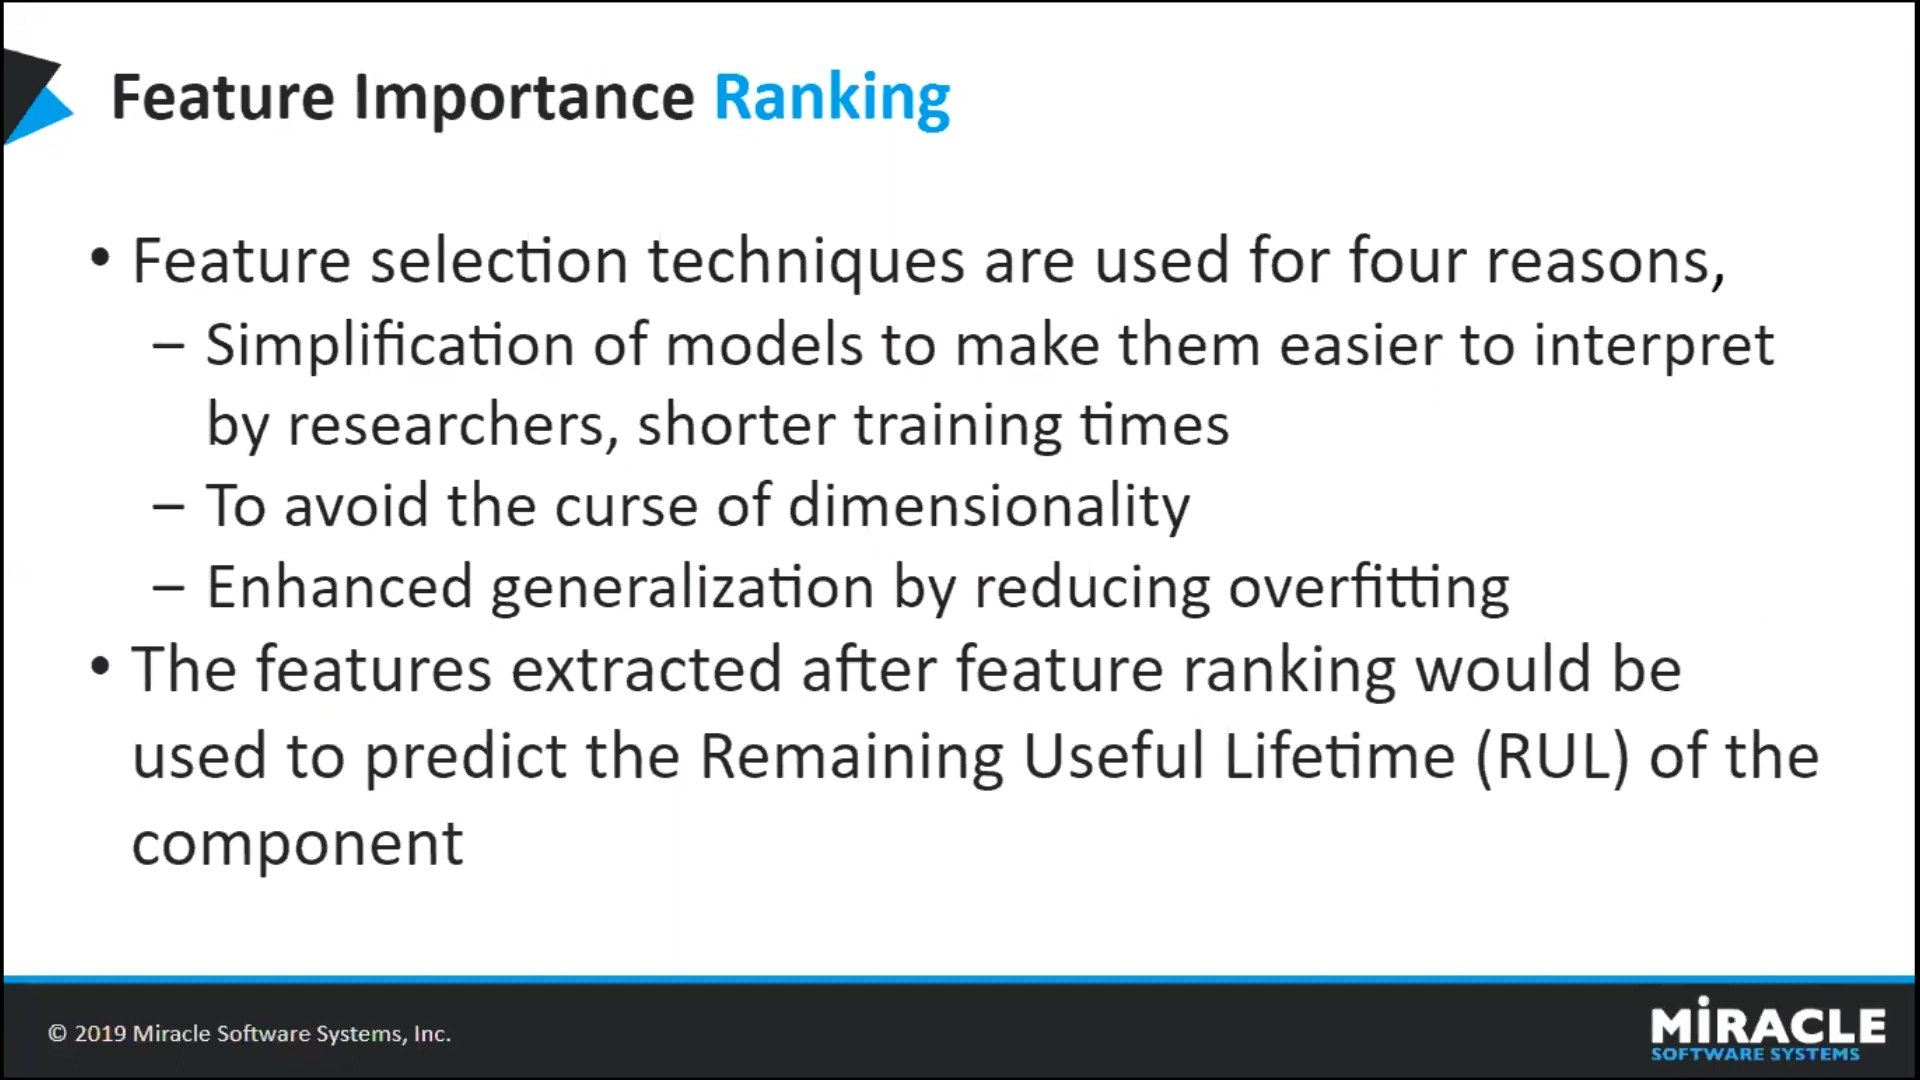 Feature Importance Ranking
• Feature selection techniques are used for four reasons,
– Simplification of models to make them easier to interpret
by researchers, shorter training times
– To avoid the curse of dimensionality
– Enhanced generalization by reducing overfitting
• The features extracted after feature ranking would be
used to predict the Remaining Useful Lifetime (RUL) of the
component
© 2019 Miracle Software Systems, Inc.
MiRACLE
SOFTWARE SYSTEMS